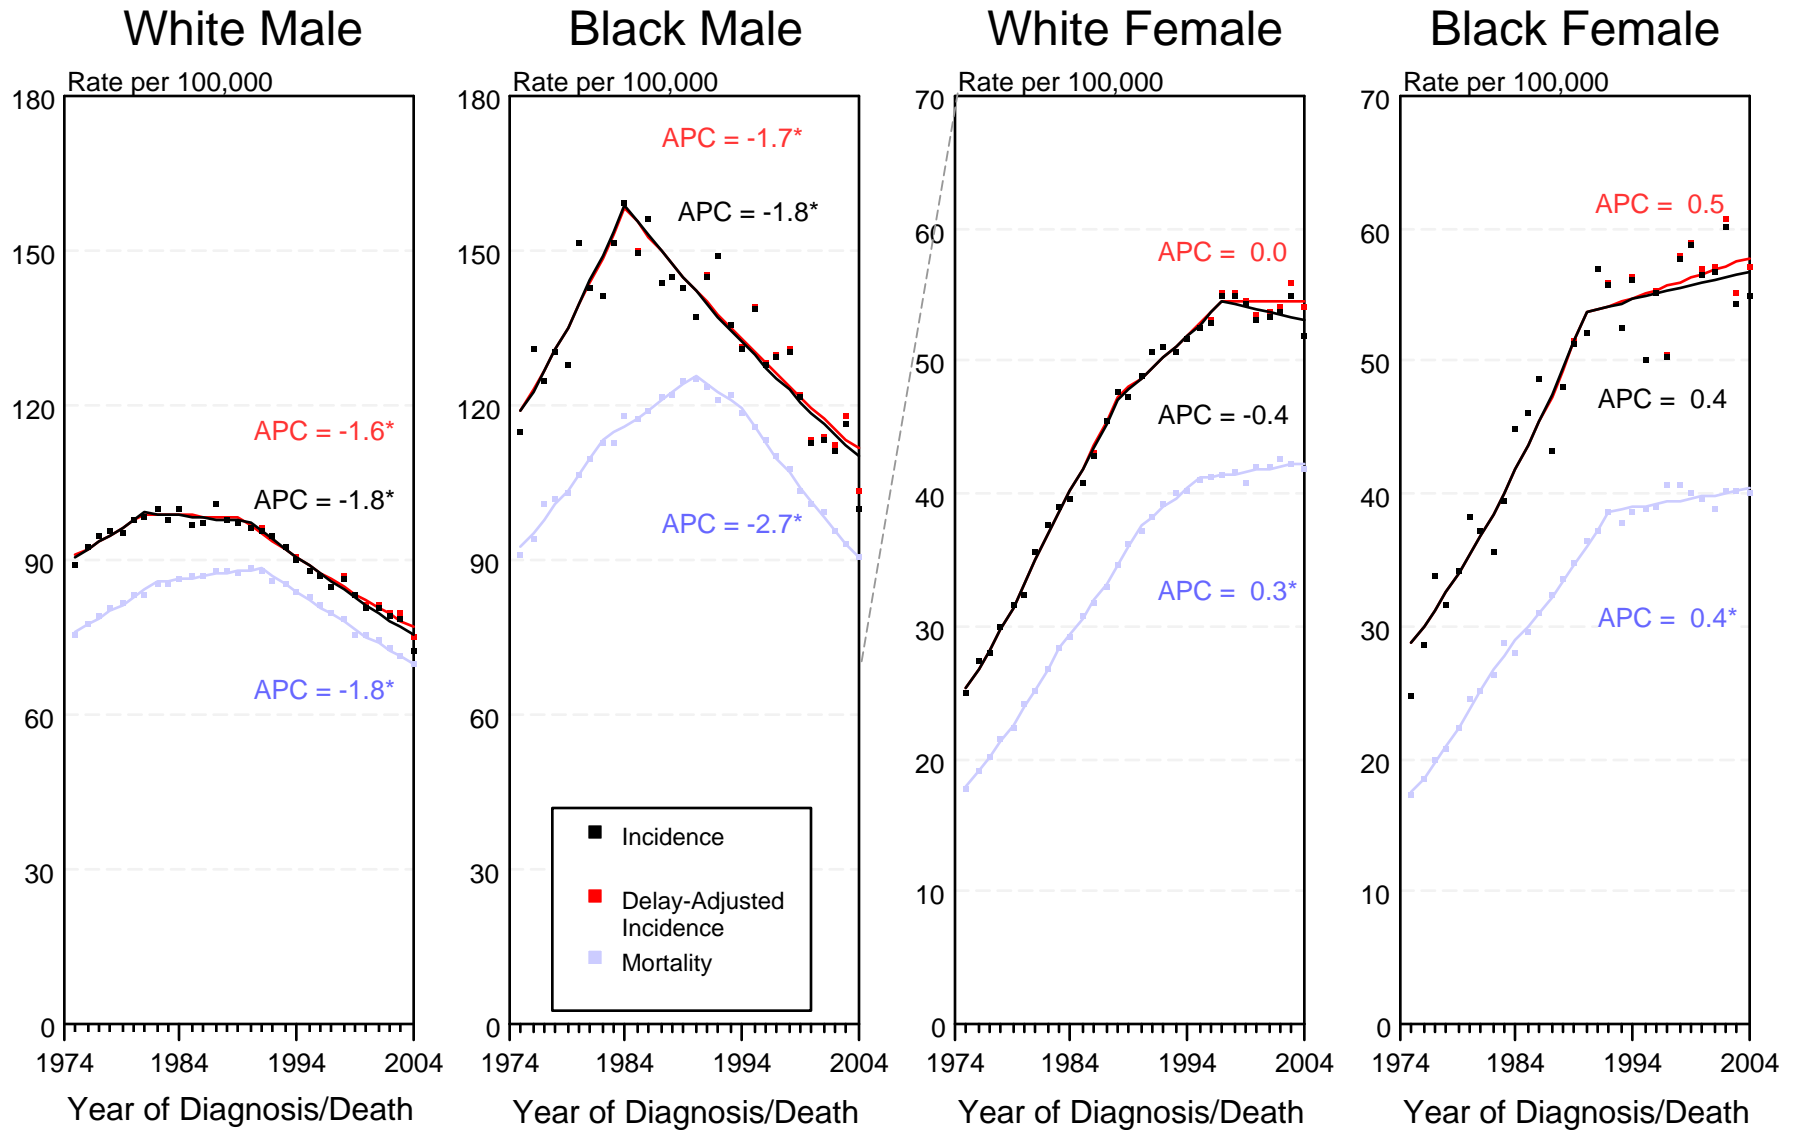 White Male
Rate per 100,000
180
150
120
90
60
30
0
APC = -1.6*
APC = -1.8*
APC = -1.8*
1974 1984 1994 2004
Year of Diagnosis/Death
Black Male
Rate per 100,000
180
150
120
90
60
30
0
APC = -1.7*
APC = -1.8*
APC = -2.7*
Incidence
Delay-Adjusted
Incidence
Mortality
1974 1984 1994 2004
Year of Diagnosis/Death
White Female
Rate per 100,000
70
60
50
40
30
20
10
0
APC = 0.0
APC = -0.4
APC = 0.3*
1974 1984 1994 2004
Year of Diagnosis/Death
Black Female
Rate per 100,000
70
60
50
40
30
20
10
0
APC = 0.5
APC = 0.4
APC = 0.4*
1974 1984 1994 2004
Year of Diagnosis/Death